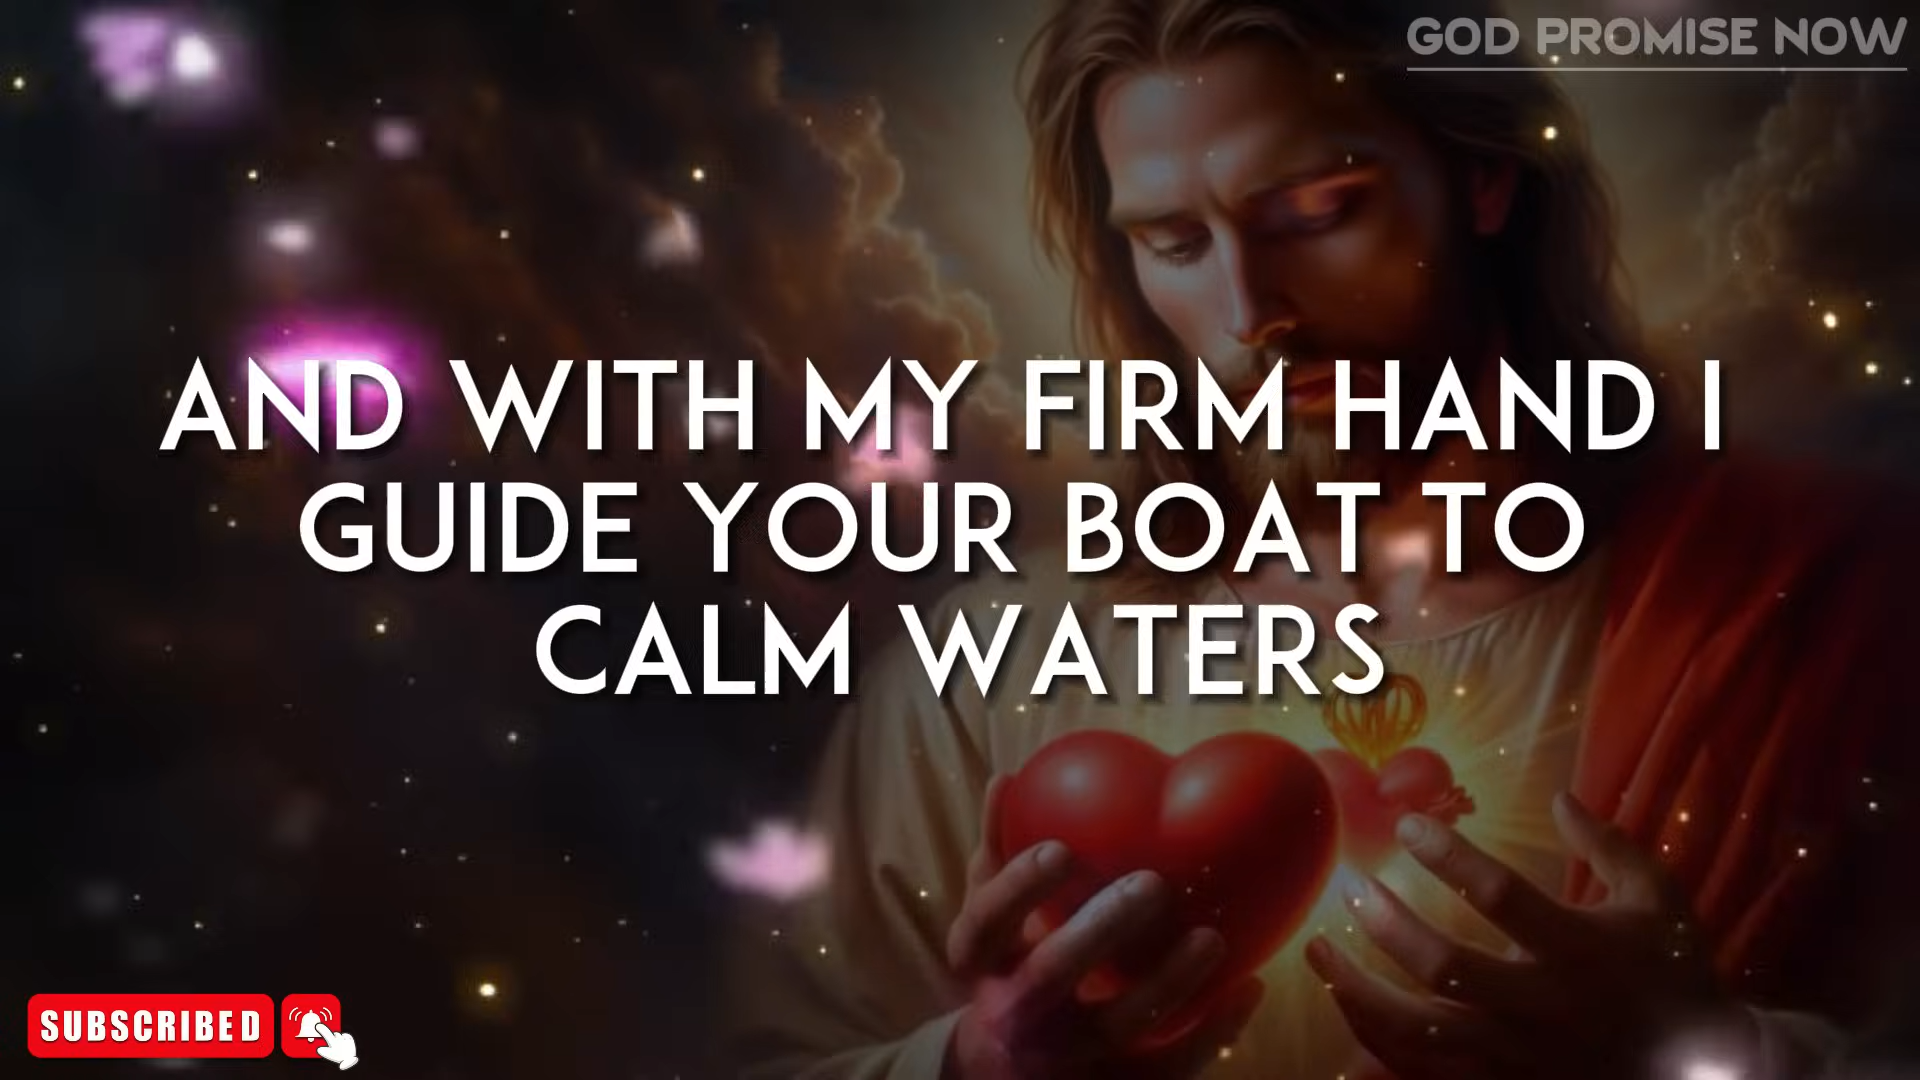 GOD PROMISE NOW
AND WITH MY FIRM HAND I
GUIDE YOUR BOAT TO
CALM WATERS
SUBSCRIBED